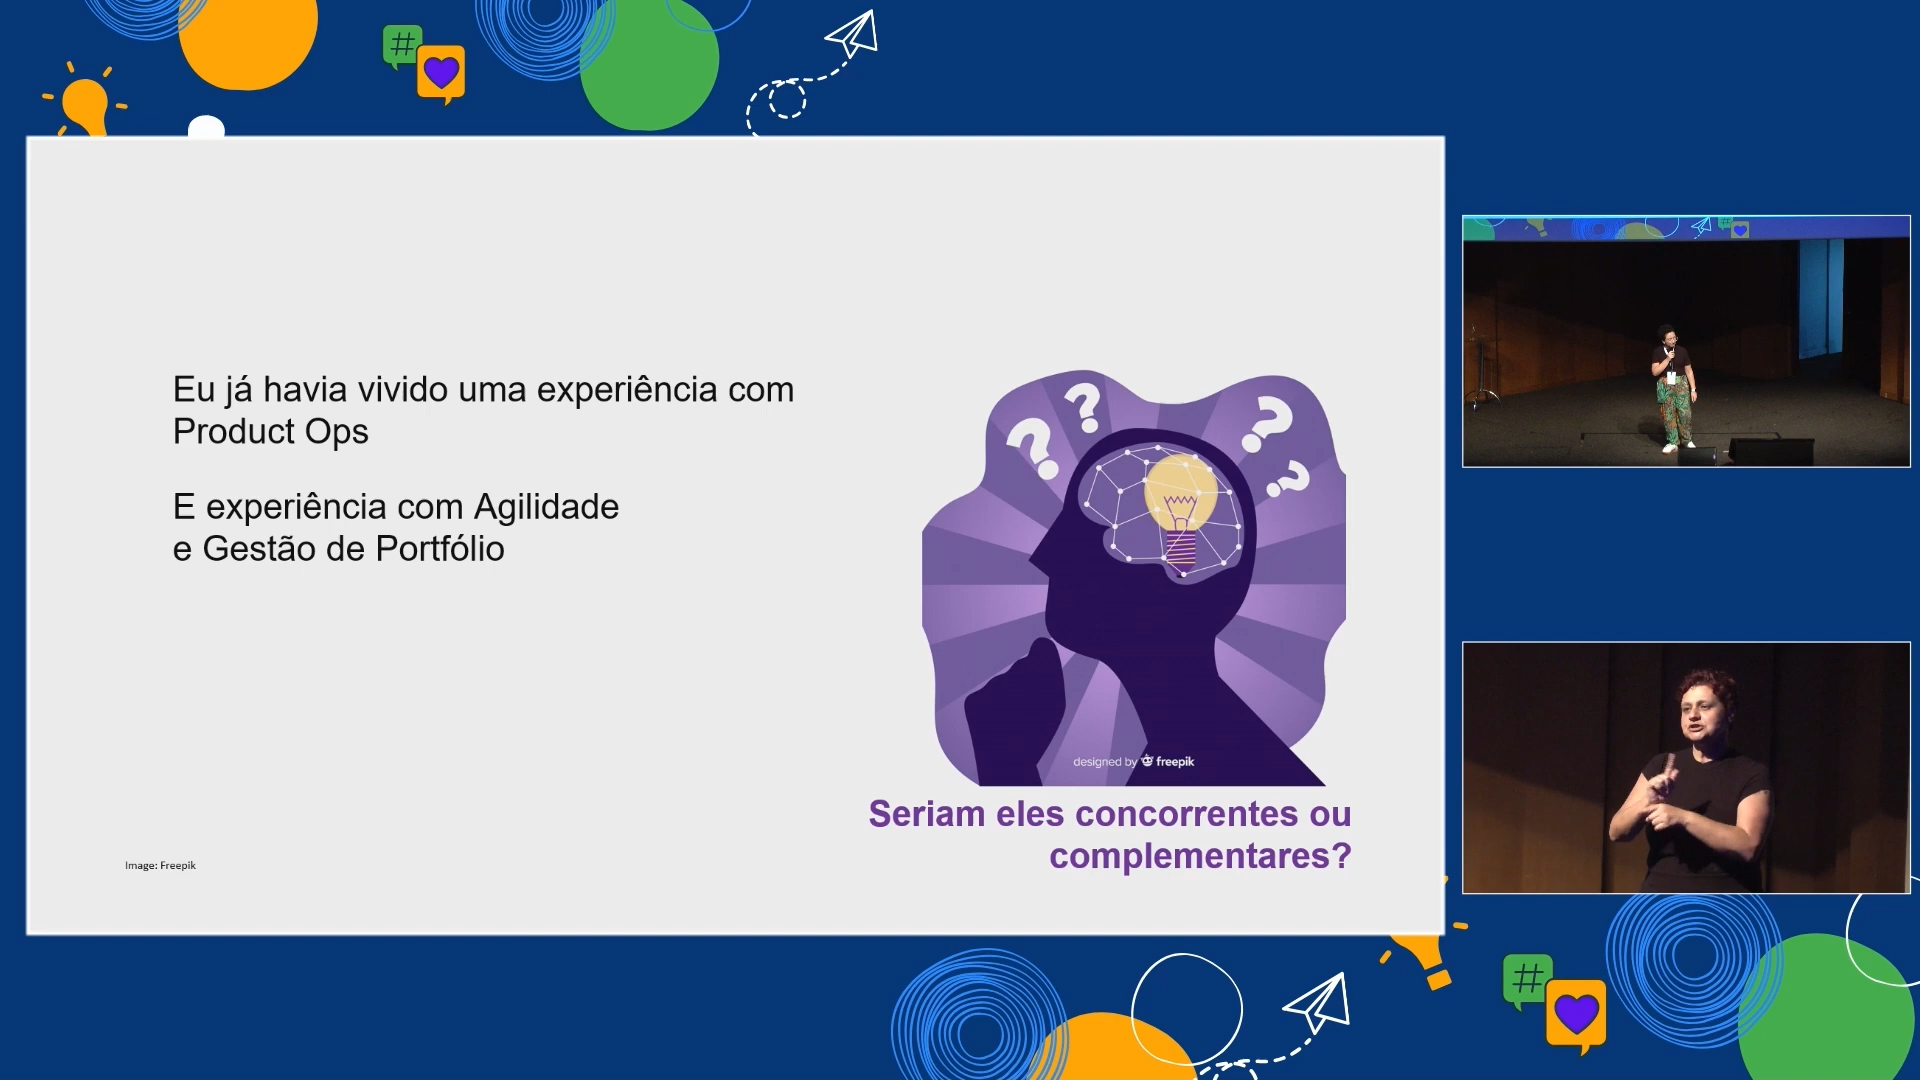 Eu já havia vivido uma experiência com
Product Ops
E experiência com Agilidade
e Gestão de Portfólio
designed by freepik
Seriam eles concorrentes ou
complementares?
Image: Freepik